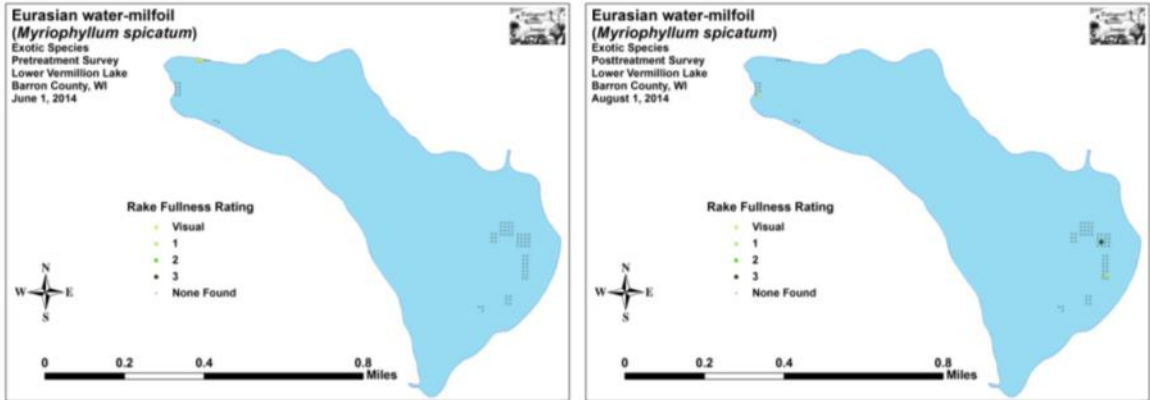 Eurasian water-milfoil
(Myriophyllum spicatum)
Exotic Species
Pretreatment Survey
Lower Vermillion Lake
Barron County, WI
June 1, 2014
Rake Fullness Rating
Visual
1
2
3
None Found
N
W E
S
0 0.2 0.4 0.8
Miles
Eurasian water-milfoil
(Myriophyllum spicatum)
Exotic Species
Posttreatment Survey
Lower Vermillion Lake
Barron County, WI
August 1, 2014
Rake Fullness Rating
Visual
1
2
3
None Found
N
W E
S
0 0.2 0.4 0.8
Miles